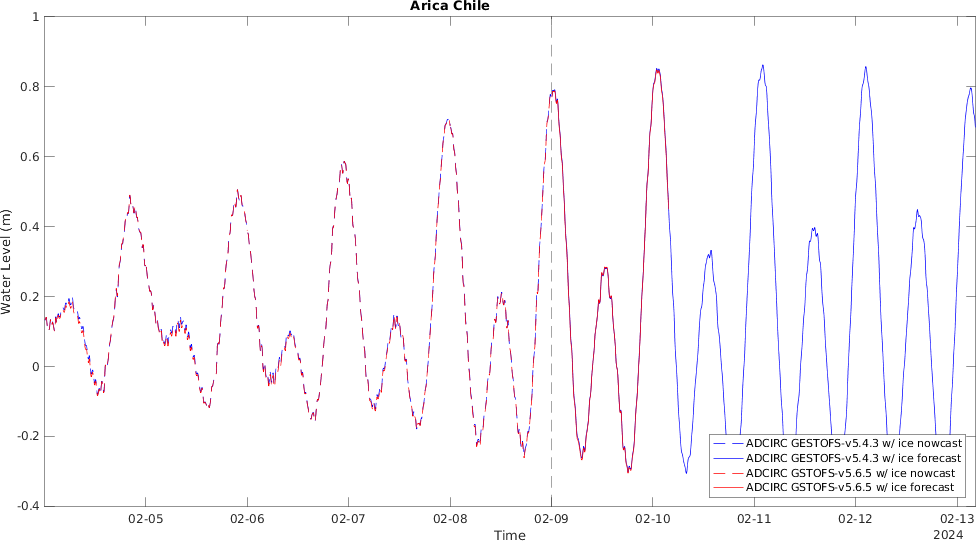 Arica Chile
1
0.8
0.6
0.4
0.2
0
-0.2
-0.4
Water Level (m)
ADCIRC GESTOFS-v5.4.3 w/ ice nowcast
ADCIRC GESTOFS-v5.4.3 w/ ice forecast
ADCIRC GSTOFS-v5.6.5 w/ ice nowcast
ADCIRC GSTOFS-v5.6.5 w/ ice forecast
02-05 02-06 02-07 02-08 02-09 02-10 02-11 02-12 02-13
Time
2024